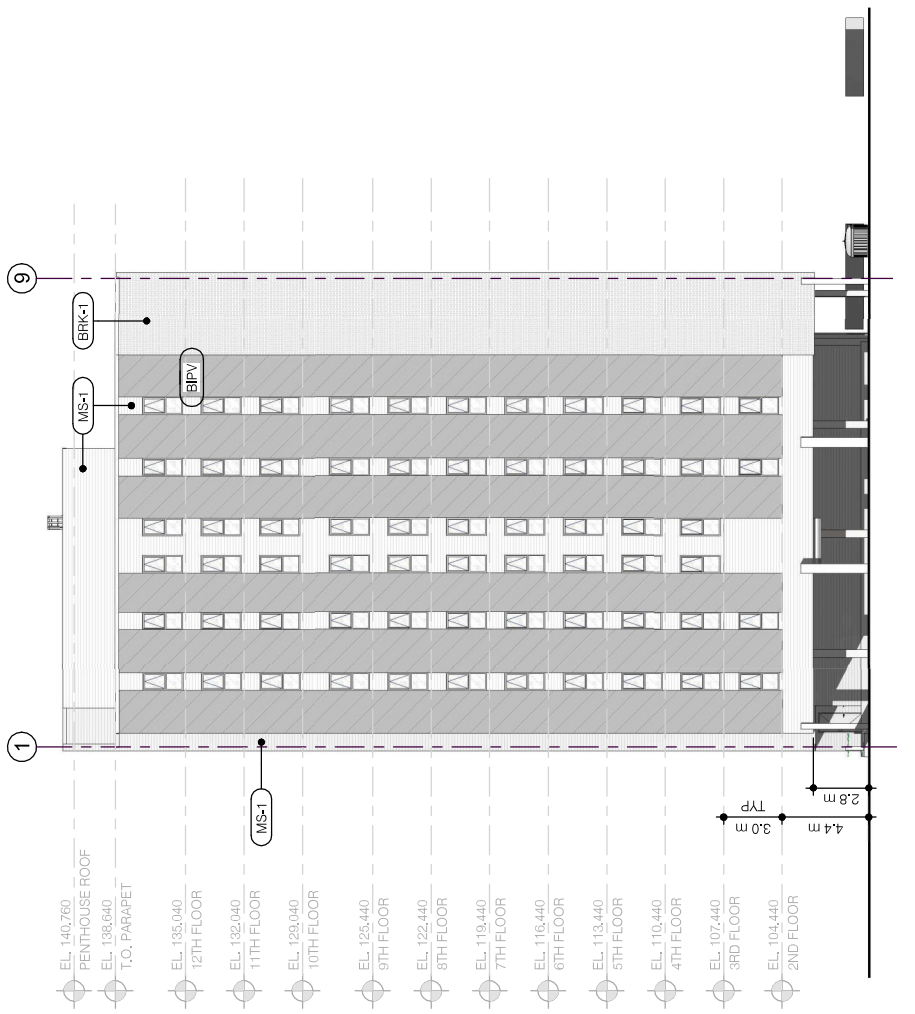 9
BRK-1
MS-1
BIPV
1
MS-1
TYP
3.0 m
4.4 m
2.8 m
EL. 140.760
PENTHOUSE ROOF
EL. 138.640
T.O. PARAPET
EL. 135.040
12TH FLOOR
EL. 132.040
11TH FLOOR
EL. 129.040
10TH FLOOR
EL. 125.440
9TH FLOOR
EL. 122.440
8TH FLOOR
EL. 119.440
7TH FLOOR
EL. 116.440
6TH FLOOR
EL. 113.440
5TH FLOOR
EL. 110.440
4TH FLOOR
EL. 107.440
3RD FLOOR
EL. 104.440
2ND FLOOR